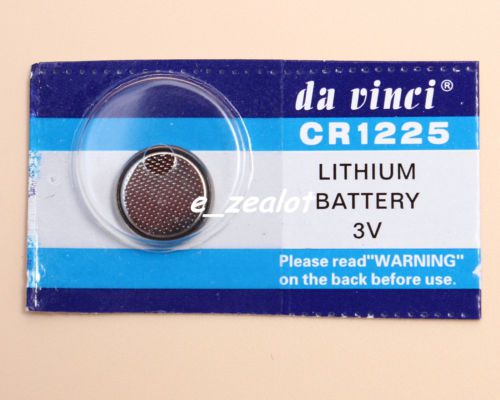 da vinci®
CR1225
LITHIUM
BATTERY
3V
e_zealot
Please read"WARNING"
on the back before use.